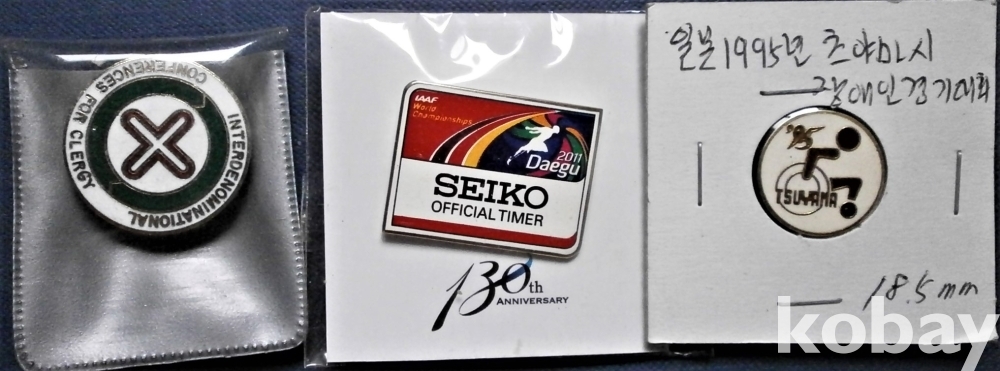 INTERDENOMINATIONAL
CONFERENCES FOR CLERGY
IAAF
World
Championships
2011
Daegu
SEIKO
OFFICIAL TIMER
130th
ANNIVERSARY
일본 1995년 츠야마시
장애인경기대회
'95
TSUYAMA
18.5mm
kobay